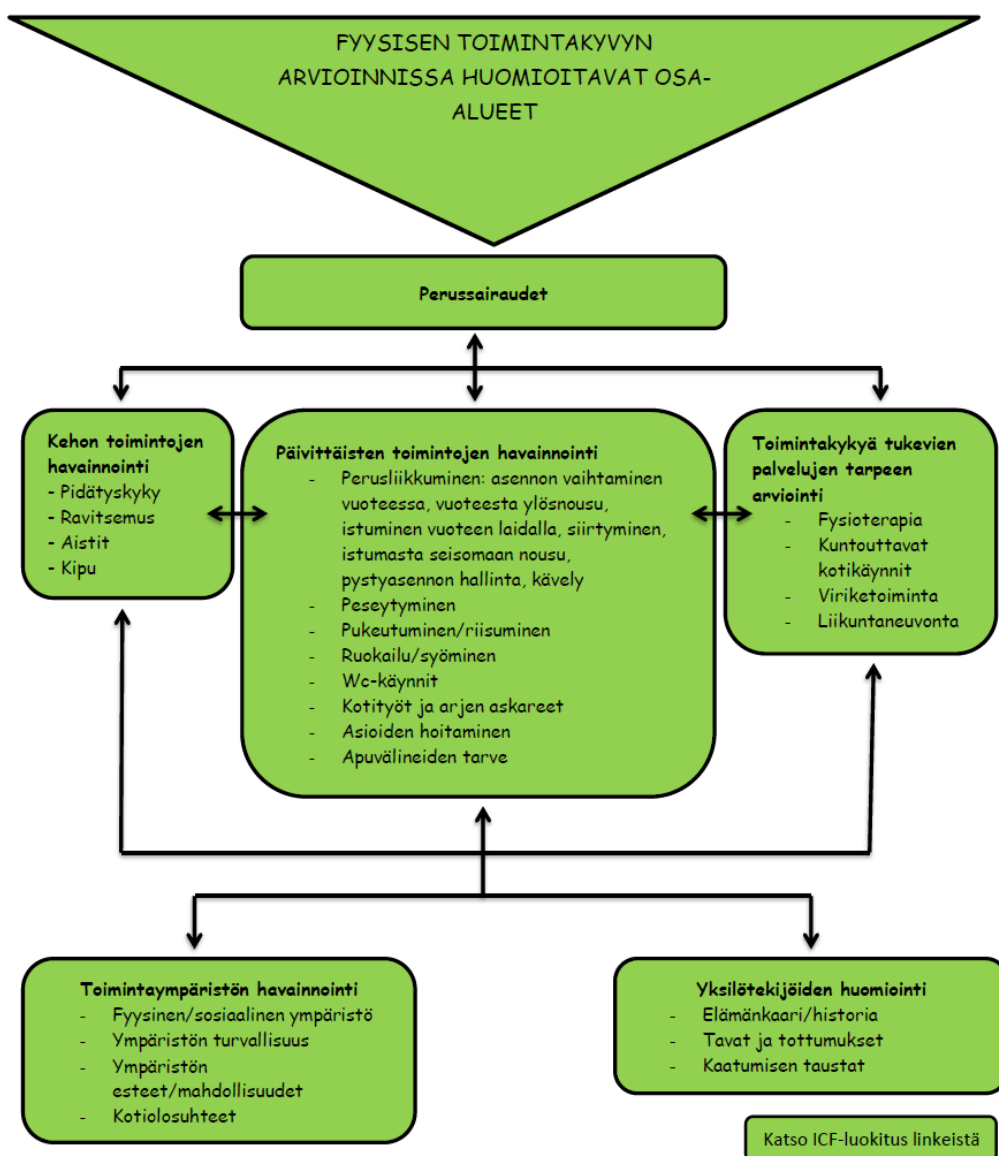 FYYSISEN TOIMINTAKYVYN
ARVIOINNISSA HUOMIOITAVAT OSA-
ALUEET
Perussairaudet
Kehon toimintojen
havainnointi
- Pidätyskyky
- Ravitsemus
- Aistit
- Kipu
Päivittäisten toimintojen havainnointi
- Perusliikkuminen: asennon vaihtaminen
vuoteessa, vuoteesta ylösnousu,
istuminen vuoteen laidalla, siirtyminen,
istumasta seisomaan nousu,
pystyasennon hallinta, kävely
- Peseytyminen
- Pukeutuminen/riisuminen
- Ruokailu/syöminen
- Wc-käynnit
- Kotityöt ja arjen askareet
- Asioiden hoitaminen
- Apuvälineiden tarve
Toimintakykyä tukevien
palvelujen tarpeen
arviointi
- Fysioterapia
- Kuntouttavat
kotikäynnit
- Viriketoiminta
- Liikuntaneuvonta
Toimintaympäristön havainnointi
- Fyysinen/sosiaalinen ympäristö
- Ympäristön turvallisuus
- Ympäristön
esteet/mahdollisuudet
- Kotiolosuhteet
Yksilötekijöiden huomiointi
- Elämänkaari/historia
- Tavat ja tottumukset
- Kaatumisen taustat
Katso ICF-luokitus linkeistä